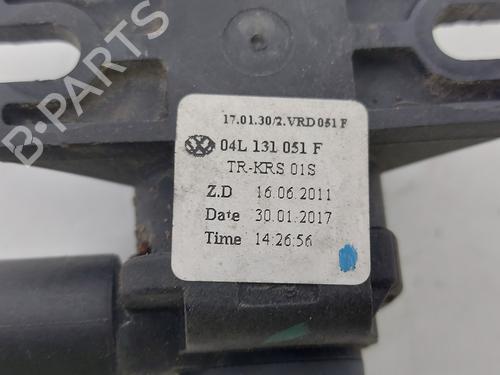 B-PARTS
17.01.30/2.VRD 051 F
04L 131 051 F
TR-KRS 01S
Z.D 16.06.2011
Date 30.01.2017
Time 14:26:56